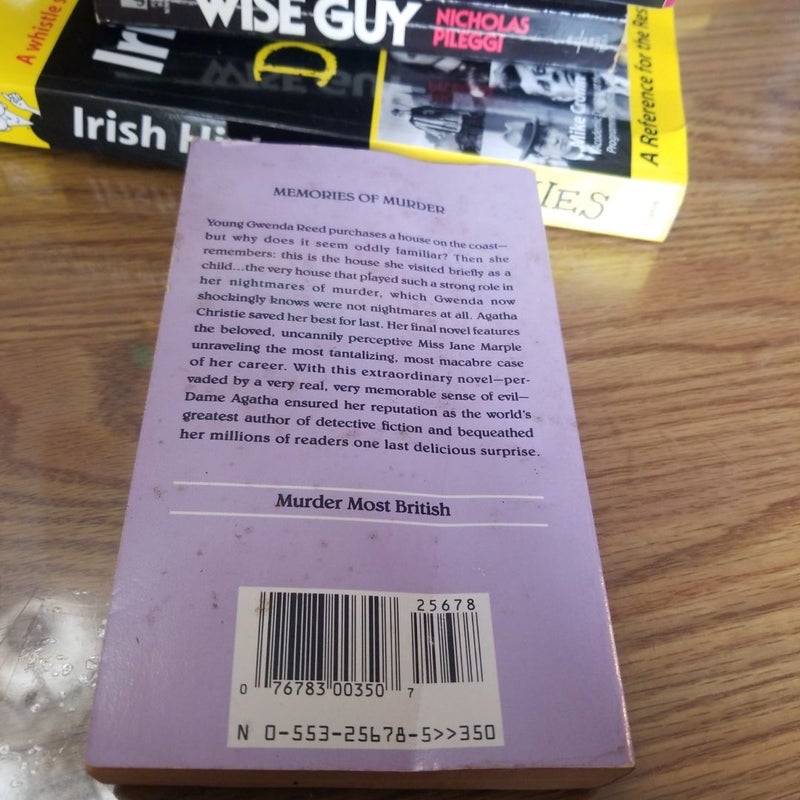 WISE GUY
NICHOLAS
PILEGGI
A whistle s
Irish Hi
Mike Cron
A Reference for the Res
IES
MEMORIES OF MURDER
Young Gwenda Reed purchases a house on the coast—
but why does it seem oddly familiar? Then she
remembers: this is the house she visited briefly as a
child...the very house that played such a strong role in
her nightmares of murder, which Gwenda now
shockingly knows were not nightmares at all. Agatha
Christie saved her best for last. Her final novel features
the beloved, uncannily perceptive Miss Jane Marple
unraveling the most tantalizing, most macabre case
of her career. With this extraordinary novel—per-
vaded by a very real, very memorable sense of evil—
Dame Agatha ensured her reputation as the world's
greatest author of detective fiction and bequeathed
her millions of readers one last delicious surprise.
Murder Most British
25678
0 76783 00350 7
N 0-553-25678-5>>350